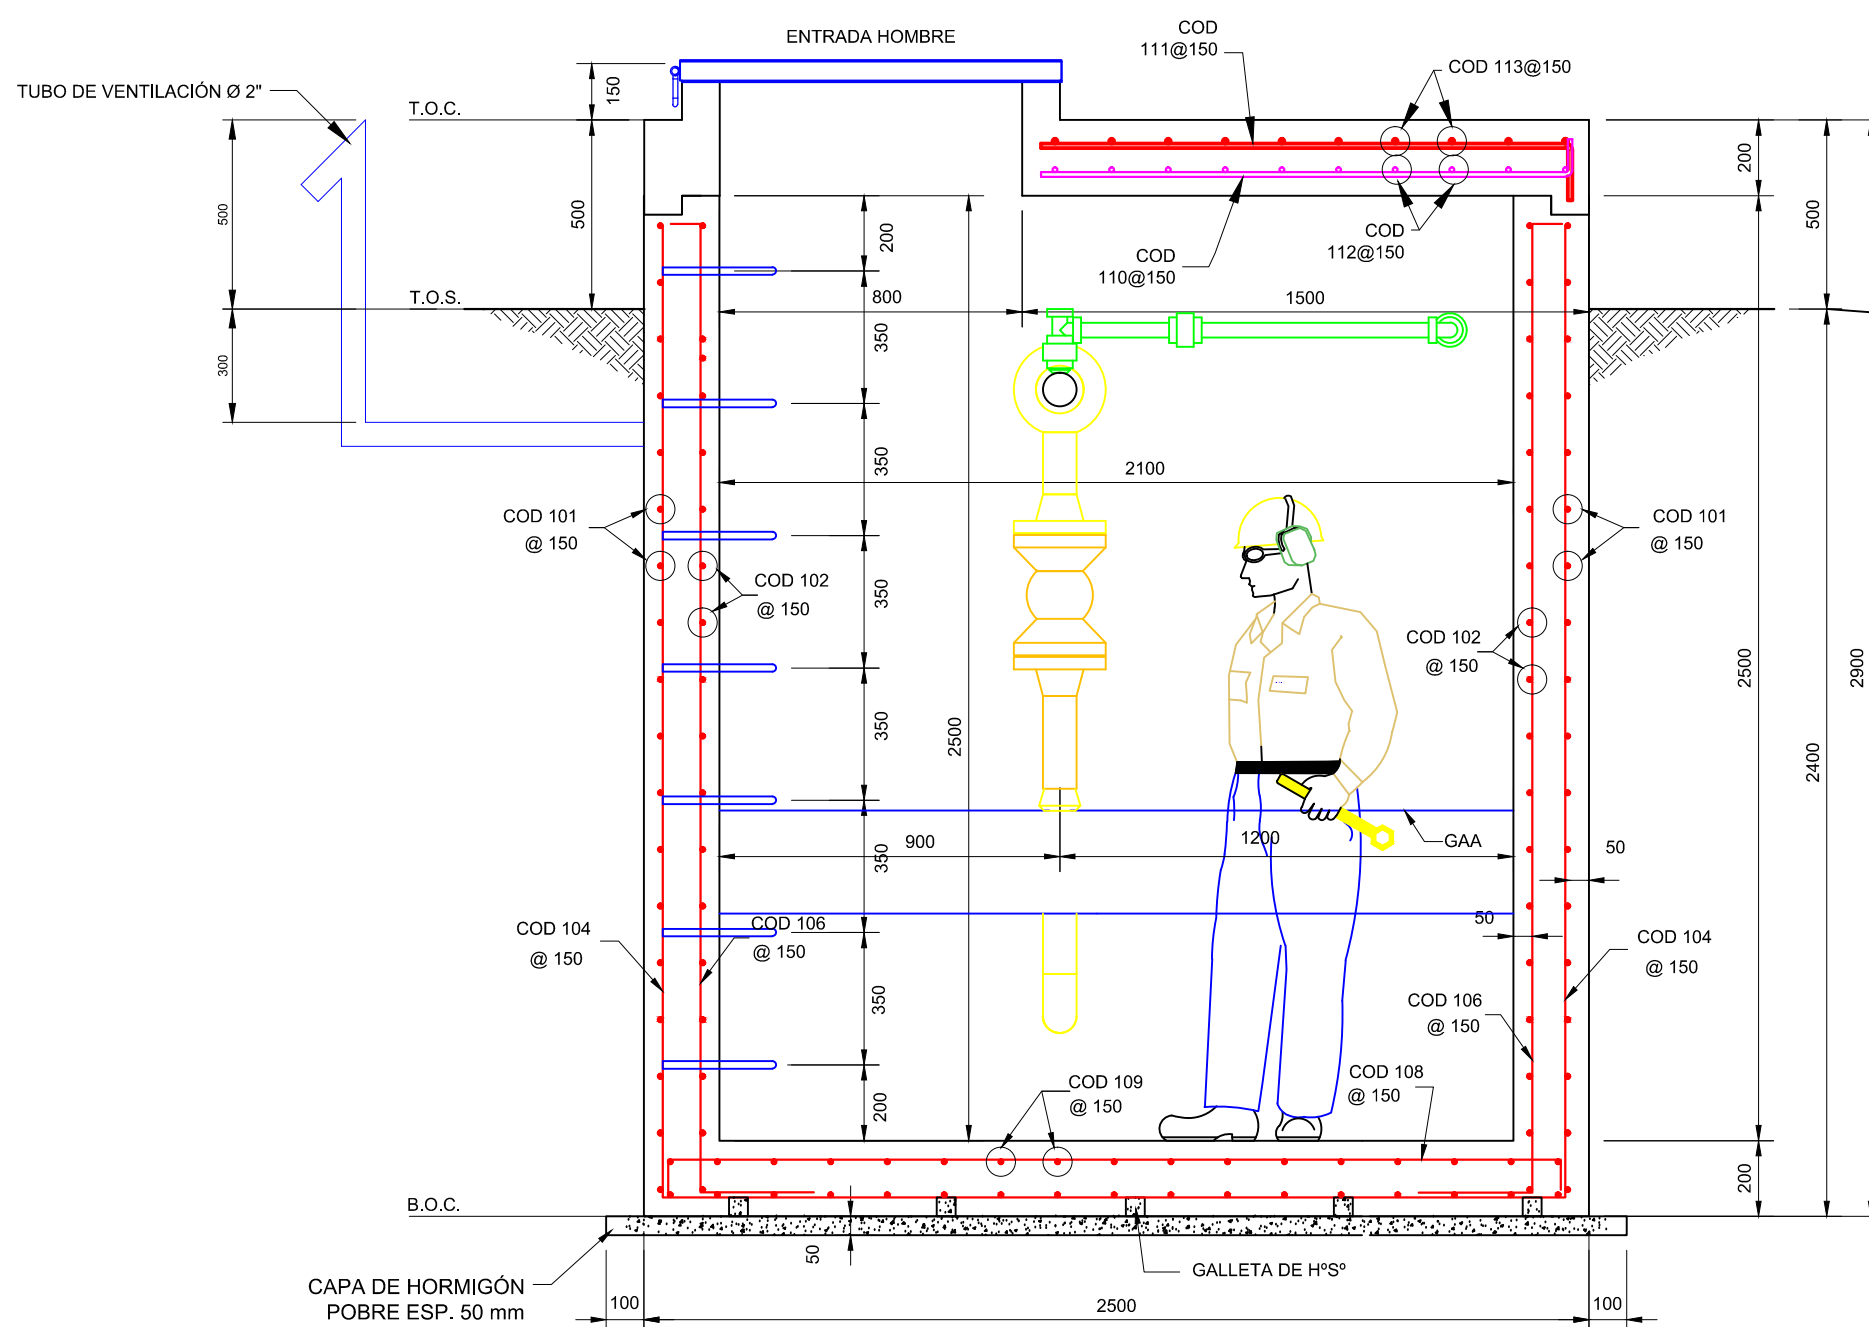 ENTRADA HOMBRE
COD
111@150
COD 113@150
TUBO DE VENTILACIÓN Ø 2"
150
T.O.C.
200
500
500
500
200
COD
112@150
COD
110@150
T.O.S.
800
1500
350
300
350
2100
COD 101
@ 150
COD 101
@ 150
COD 102
@ 150
350
COD 102
@ 150
2500
2900
350
2500
2400
900
1200
GAA
50
350
50
COD 104
@ 150
COD 106
@ 150
COD 104
@ 150
350
COD 106
@ 150
COD 109
@ 150
COD 108
@ 150
200
200
B.O.C.
50
GALLETA DE HºSº
CAPA DE HORMIGÓN
POBRE ESP. 50 mm
100
2500
100